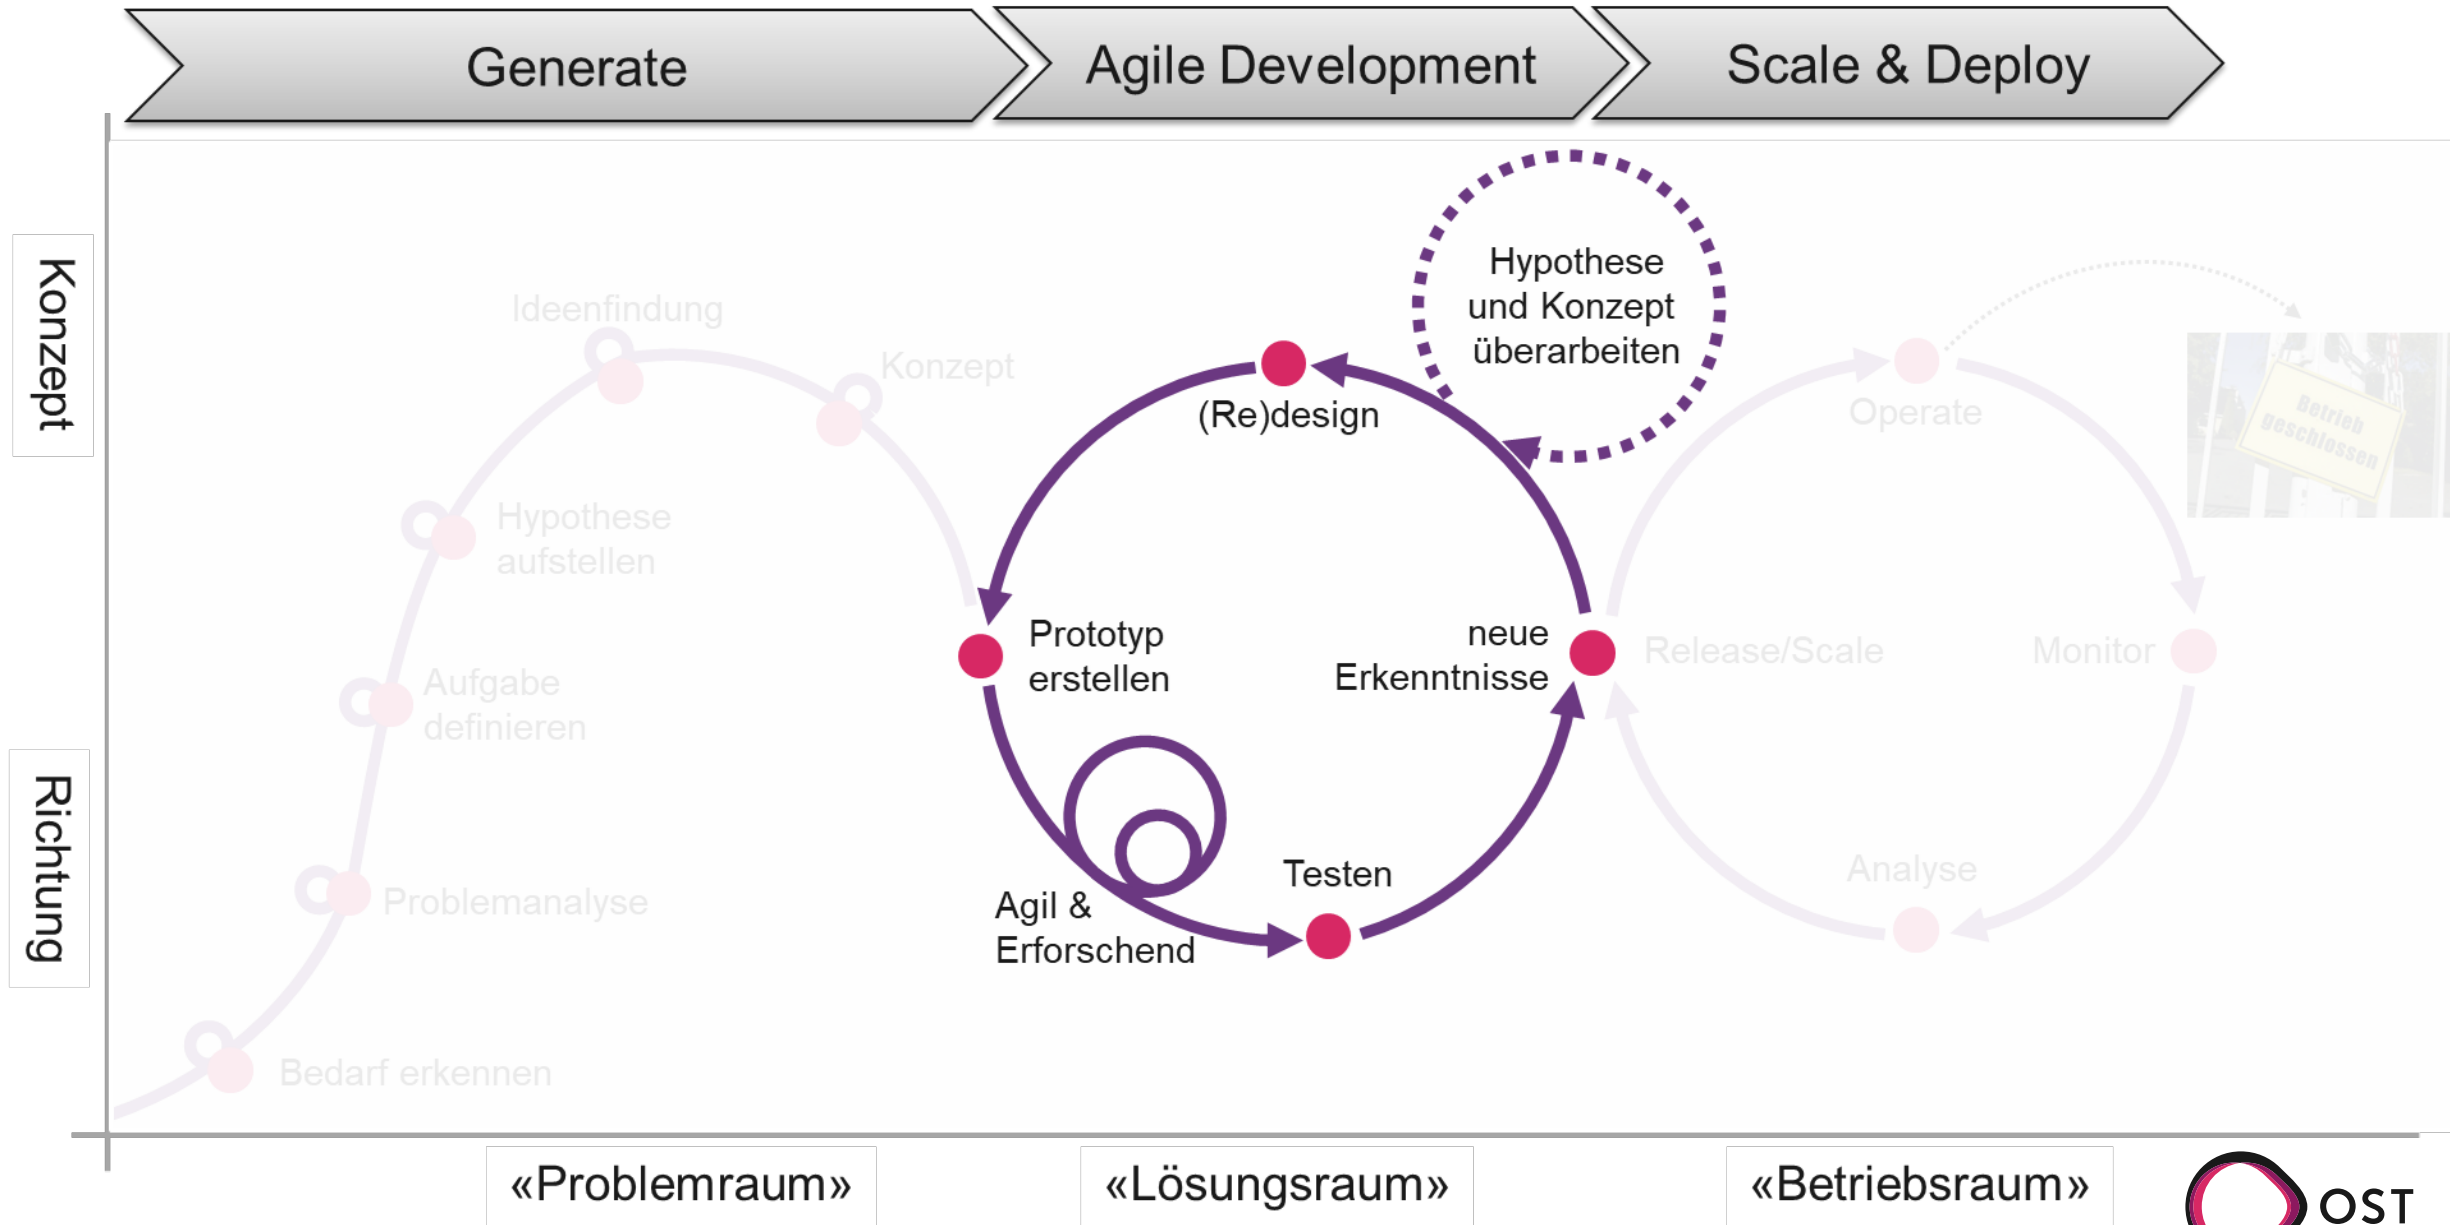 Generate
Agile Development
Scale & Deploy
Konzept
Richtung
Ideenfindung
Konzept
Hypothese
aufstellen
Aufgabe
definieren
Problemanalyse
Bedarf erkennen
Hypothese
und Konzept
überarbeiten
(Re)design
Prototyp
erstellen
neue
Erkenntnisse
Testen
Agil &
Erforschend
Operate
Release/Scale
Monitor
Analyse
Betrieb
geschlossen
«Problemraum»
«Lösungsraum»
«Betriebsraum»
OST